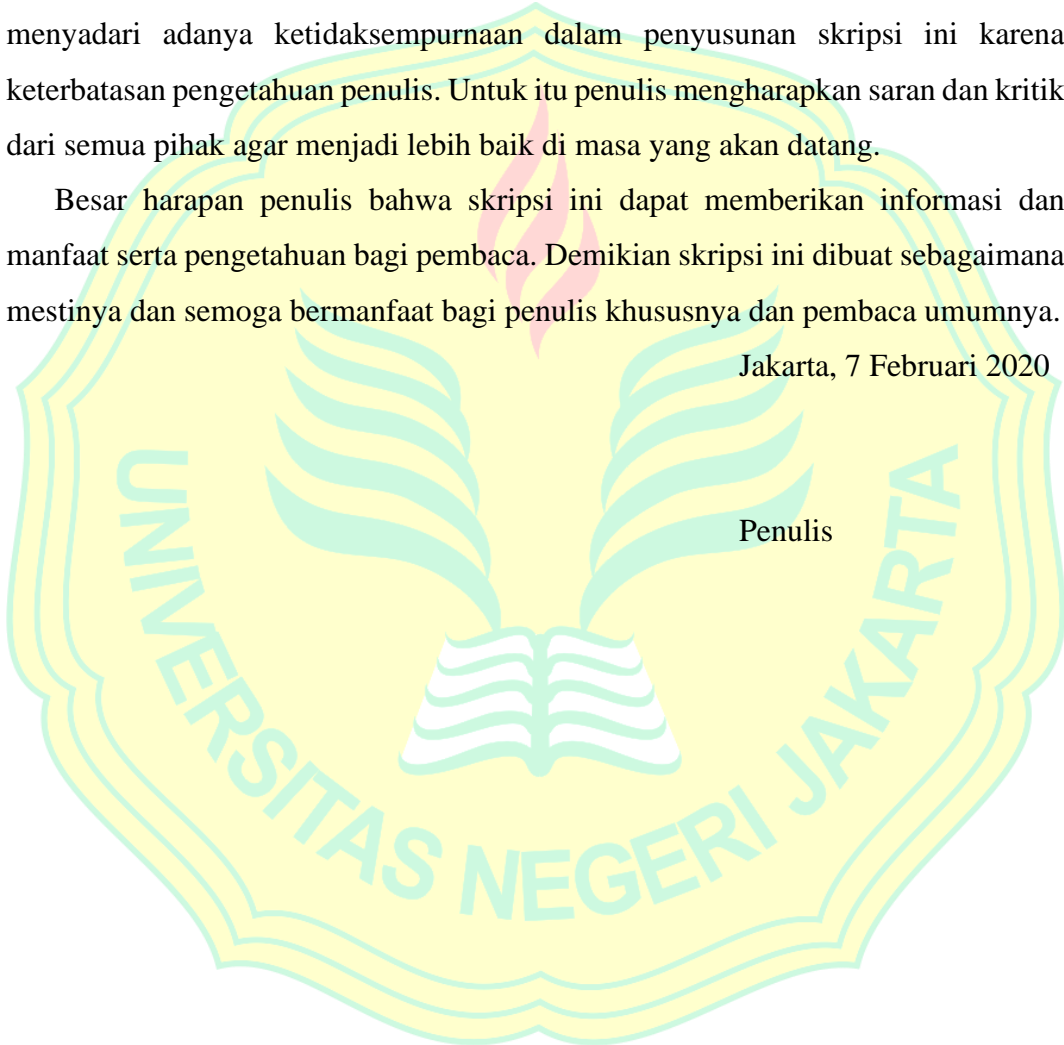 menyadari adanya ketidaksempurnaan dalam penyusunan skripsi ini karena
keterbatasan pengetahuan penulis. Untuk itu penulis mengharapkan saran dan kritik
dari semua pihak agar menjadi lebih baik di masa yang akan datang.
Besar harapan penulis bahwa skripsi ini dapat memberikan informasi dan
manfaat serta pengetahuan bagi pembaca. Demikian skripsi ini dibuat sebagaimana
mestinya dan semoga bermanfaat bagi penulis khususnya dan pembaca umumnya.
Jakarta, 7 Februari 2020
Penulis
UNIVERSITAS NEGERI JAKARTA